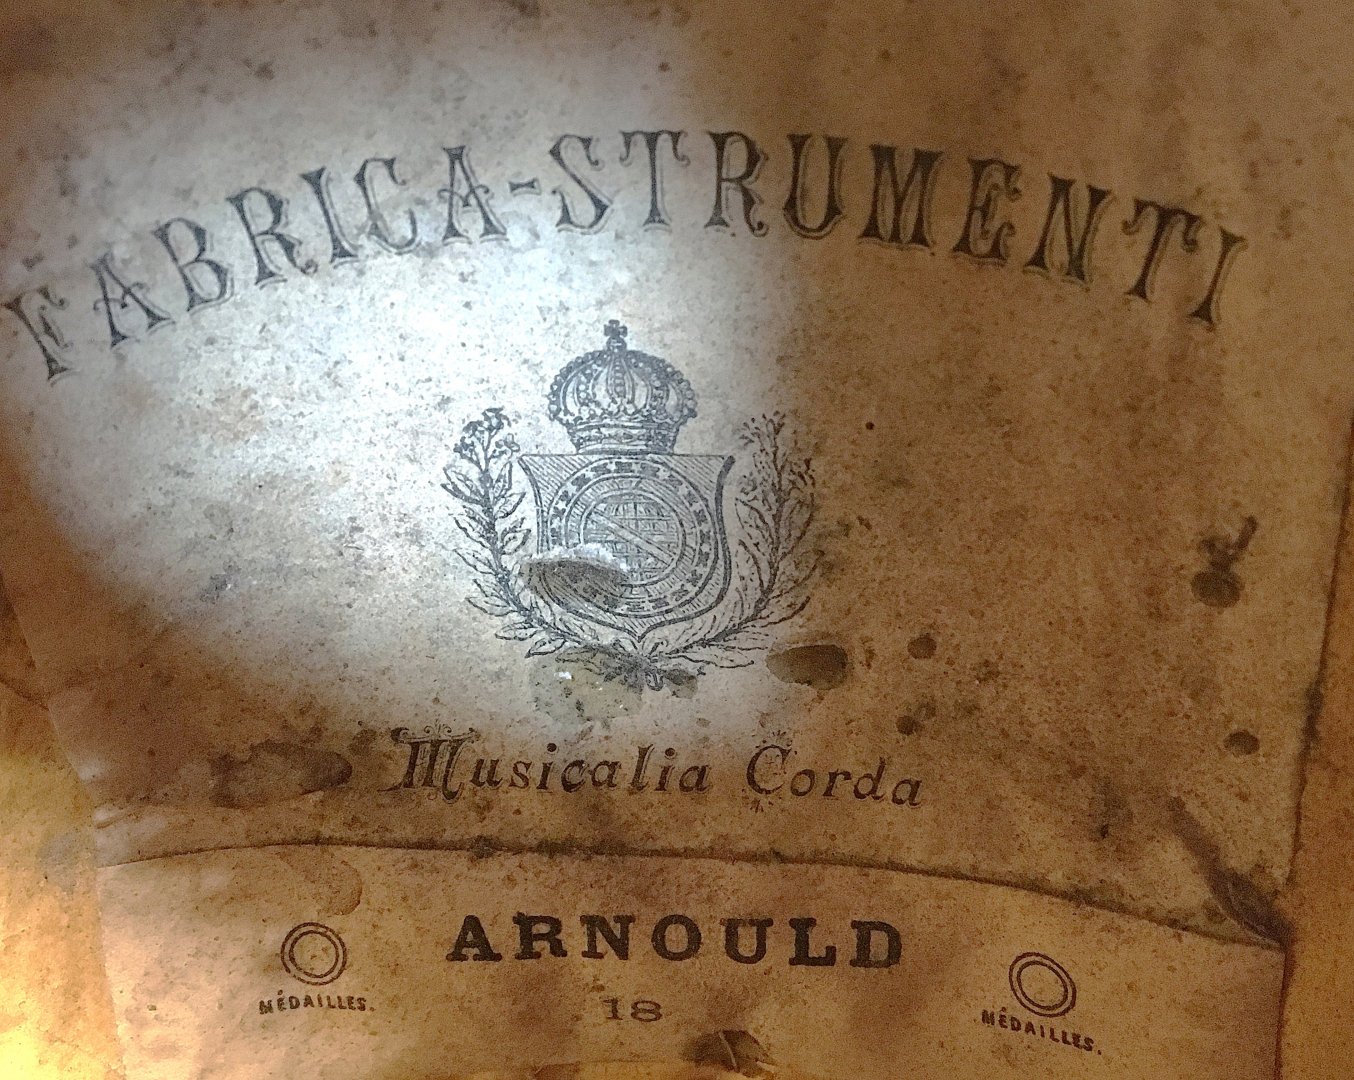 FABRICA-STRUMENTI
Musicalia Corda
ARNOULD
MÉDAILLES. 18 MÉDAILLES.